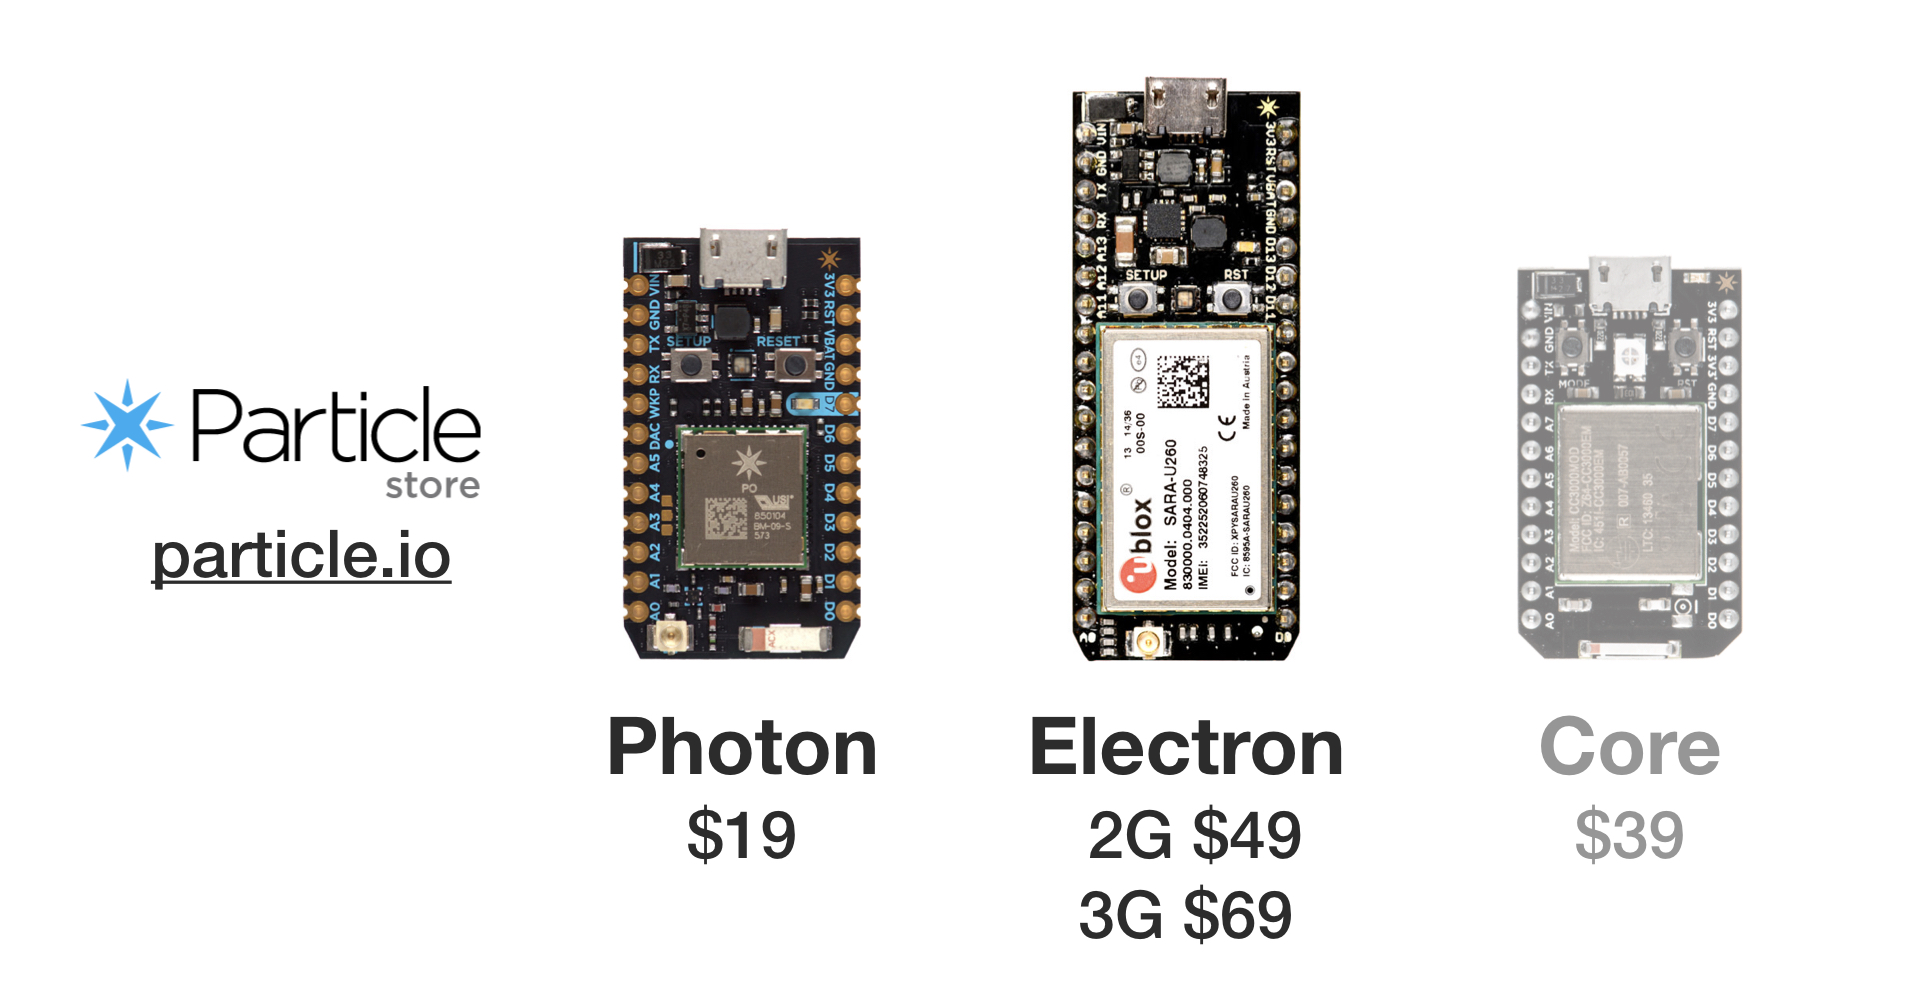 Particle
store
particle.io
VIN
GND
TX
RX
WKP
DAC
A5
A4
A3
A2
A1
A0
SETUP
RESET
3V3
RST
VBAT
GND
D7
D6
D5
D4
D3
D2
D1
D0
PO
USI
850104
BM-09-S
573
ACX
Photon
$19
VIN
GND
TX
RX
A13
A12
A11
A0
SETUP
RST
3V3
RST
VBAT
GND
D13
D12
D11
D0
e4
Made in Austria
13 14/36
00S-00
CE
ublox ®
Model: SARA-U260
830000.0404.000
IMEI: 352252060748325
FCC ID: XPYSARAU260
IC: 8595A-SARAU260
Electron
2G $49
3G $69
VIN
GND
TX
RX
A7
A6
A5
A4
A3
A2
A1
A0
MODE
RST
3V3
RST
3V3*
GND
D7
D6
D5
D4
D3
D2
D1
D0
Model: CC3000MOD
FCC ID: Z64-CC3000EM
IC: 451I-CC3000EM
LTC: 1340D 35
Core
$39